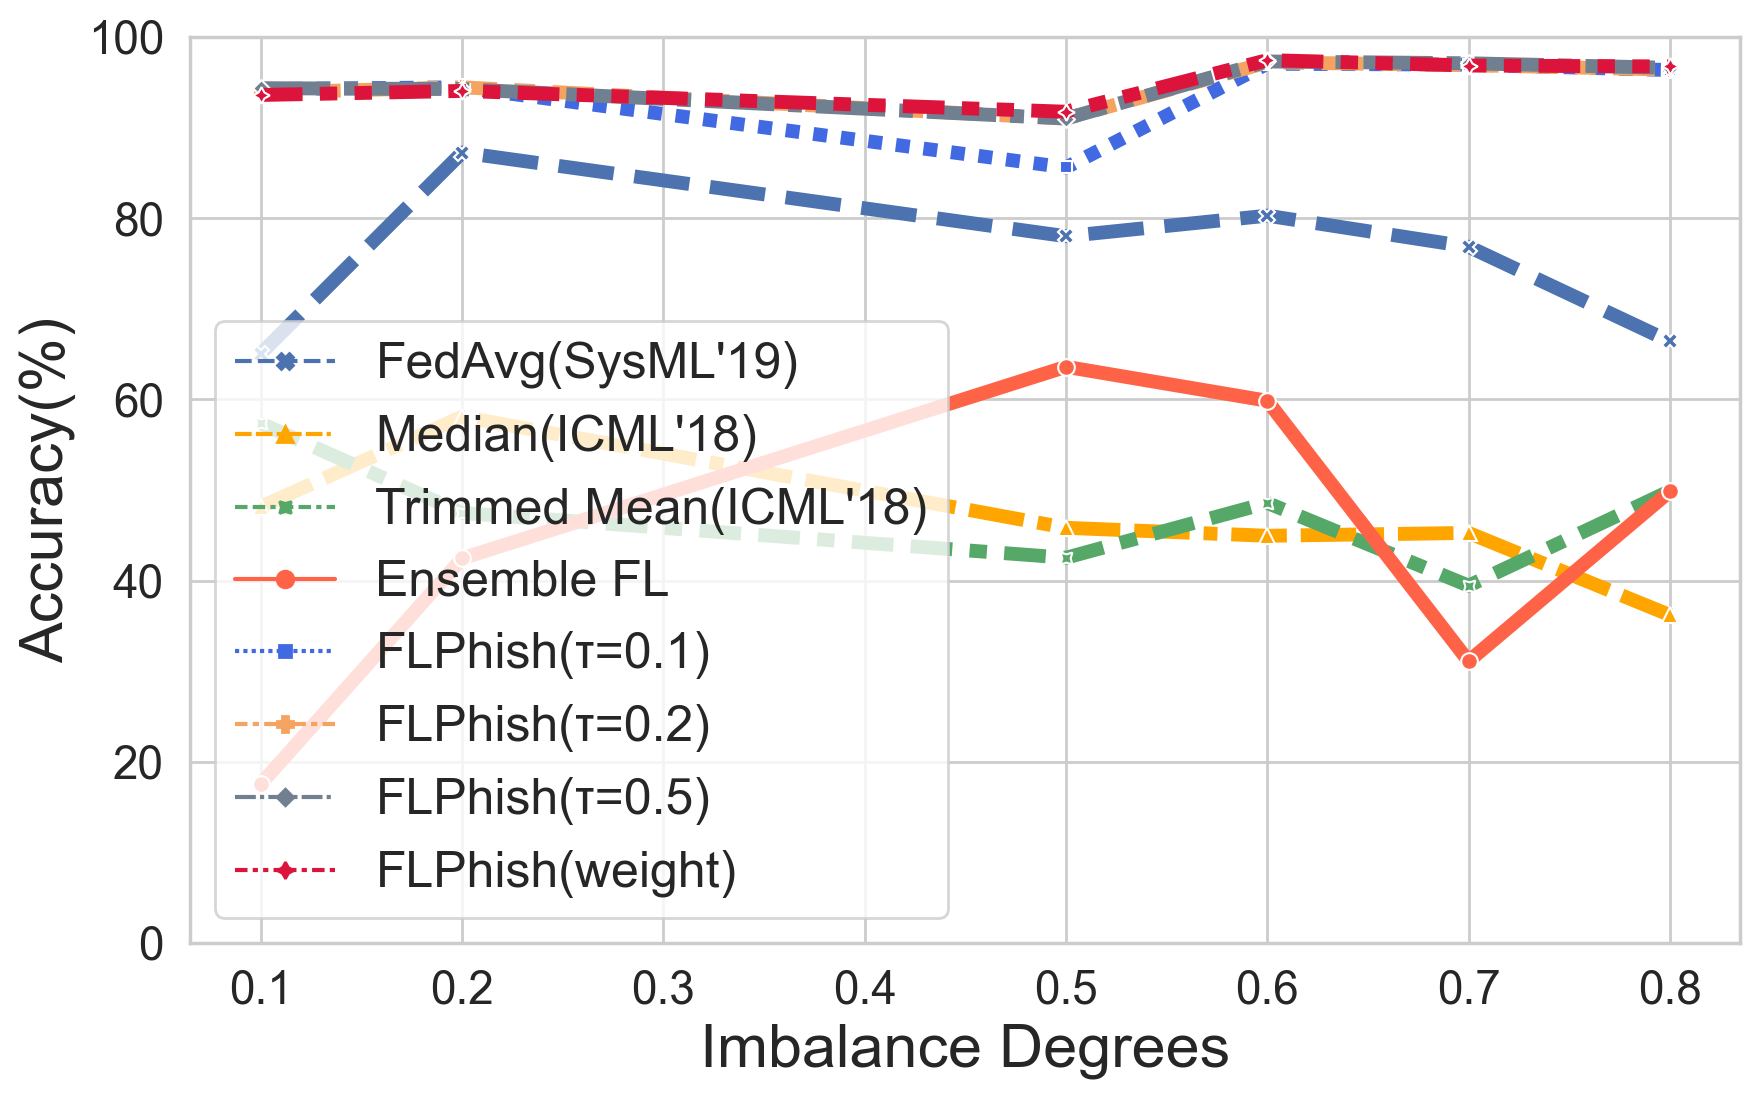 100
80
60
40
20
0
Accuracy(%)
FedAvg(SysML'19)
Median(ICML'18)
Trimmed Mean(ICML'18)
Ensemble FL
FLPhish(τ=0.1)
FLPhish(τ=0.2)
FLPhish(τ=0.5)
FLPhish(weight)
0.1 0.2 0.3 0.4 0.5 0.6 0.7 0.8
Imbalance Degrees